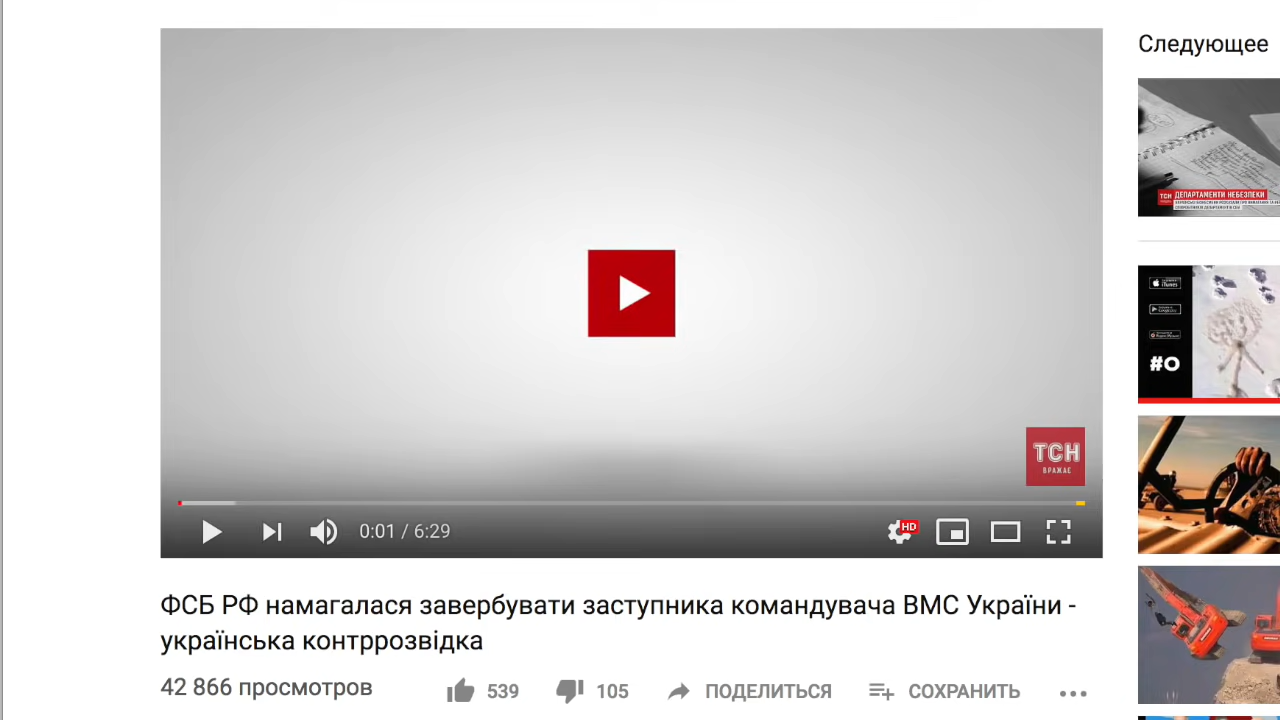 Следующее
ТСН
ВРАЖАЄ
0:01 / 6:29
HD
ФСБ РФ намагалася завербувати заступника командувача ВМС України -
українська контррозвідка
42 866 просмотров
539
105
ПОДЕЛИТЬСЯ
СОХРАНИТЬ
ТСН
ДЕПАРТАМЕНТИ НЕБЕЗПЕКИ
iTunes
#О